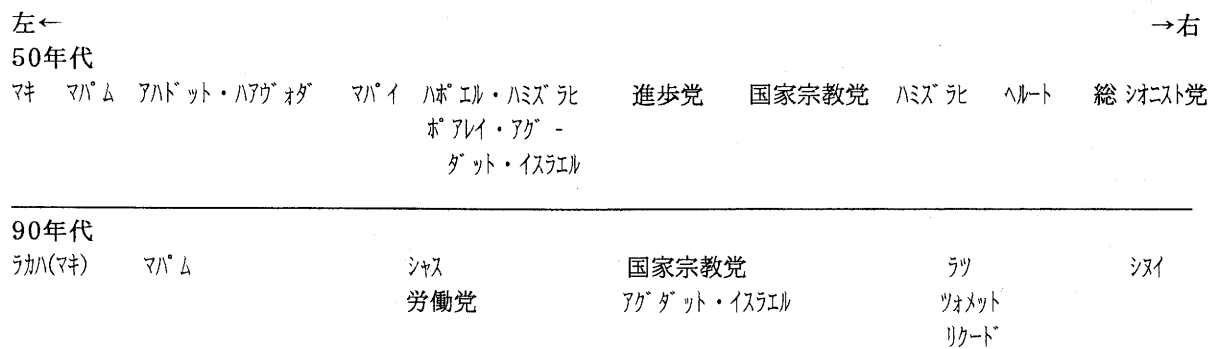 左← →右
50年代
ﾏｷ ﾏﾊﾟﾑ ｱﾊﾄﾞｯﾄ・ﾊｱｳﾞｫﾀﾞ ﾏﾊﾟｲ ﾊﾎﾟｴﾙ・ﾊﾐｽﾞﾗﾋ 進歩党 国家宗教党 ﾊﾐｽﾞﾗﾋ ﾍﾙｰﾄ 総ｼｵﾆｽﾄ党
ﾎﾟｱﾚｲ・ｱｸﾞ-
ﾀﾞｯﾄ・ｲｽﾗｴﾙ
90年代
ﾗｶﾊ(ﾏｷ) ﾏﾊﾟﾑ ｼｬｽ 国家宗教党 ﾗﾂ ｼﾇｲ
労働党 ｱｸﾞﾀﾞｯﾄ・ｲｽﾗｴﾙ ﾂｫﾒｯﾄ
ﾘｸｰﾄﾞ